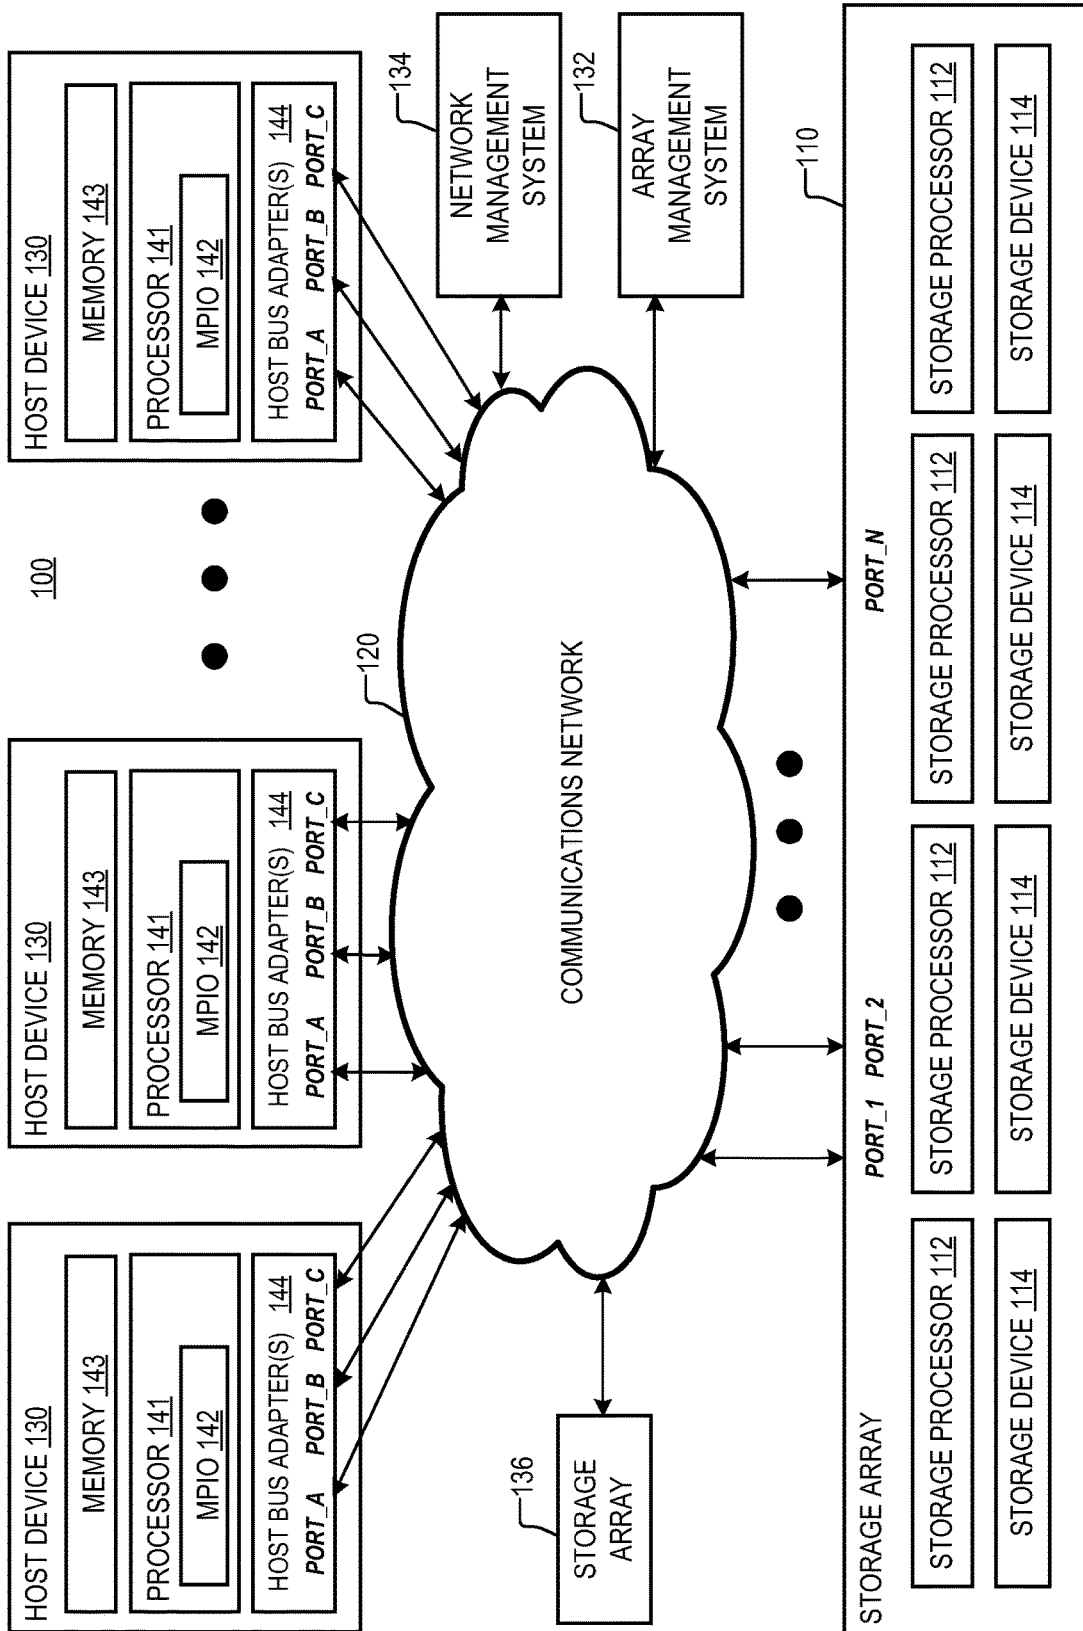 100
HOST DEVICE 130
MEMORY 143
PROCESSOR 141
MPIO 142
HOST BUS ADAPTER(S) 144
PORT_A PORT_B PORT_C
HOST DEVICE 130
MEMORY 143
PROCESSOR 141
MPIO 142
HOST BUS ADAPTER(S) 144
PORT_A PORT_B PORT_C
HOST DEVICE 130
MEMORY 143
PROCESSOR 141
MPIO 142
HOST BUS ADAPTER(S) 144
PORT_A PORT_B PORT_C
120
COMMUNICATIONS NETWORK
136
STORAGE
ARRAY
134
NETWORK
MANAGEMENT
SYSTEM
132
ARRAY
MANAGEMENT
SYSTEM
110
STORAGE ARRAY
PORT_1 PORT_2
PORT_N
STORAGE PROCESSOR 112
STORAGE PROCESSOR 112
STORAGE PROCESSOR 112
STORAGE PROCESSOR 112
STORAGE DEVICE 114
STORAGE DEVICE 114
STORAGE DEVICE 114
STORAGE DEVICE 114